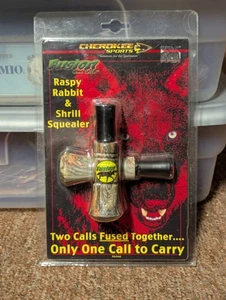 CHEROKEE
SPORTS
Fusion
Raspy
Rabbit
&
Shrill
Squealer
Two Calls Fused Together....
Only One Call to Carry